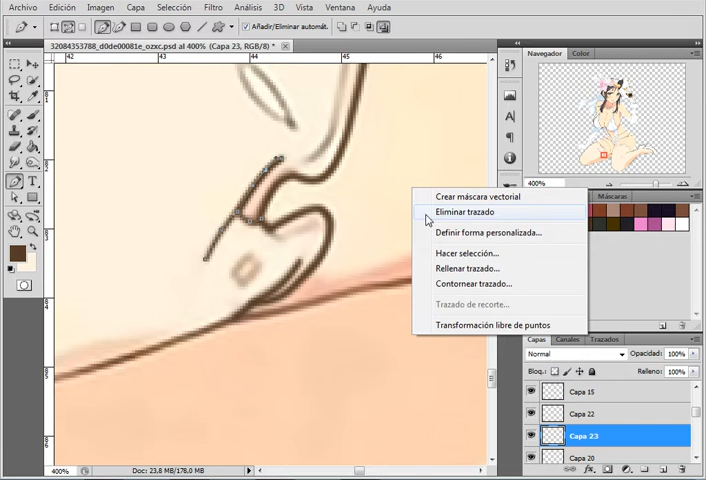 Archivo Edición Imagen Capa Selección Filtro Análisis 3D Vista Ventana Ayuda
Añadir/Eliminar automát.
32084353788_d0de00081e_ozxc.psd al 400% (Capa 23, RGB/8) *
42 43 44 45 46
Navegador Color
400%
Máscaras
Crear máscara vectorial
Eliminar trazado
Definir forma personalizada...
Hacer selección...
Rellenar trazado...
Contornear trazado...
Trazado de recorte...
Transformación libre de puntos
Capas Canales Trazados
Normal Opacidad: 100%
Bloq.: Relleno: 100%
Capa 15
Capa 22
Capa 23
Capa 20
400% Doc: 23,8 MB/178,0 MB